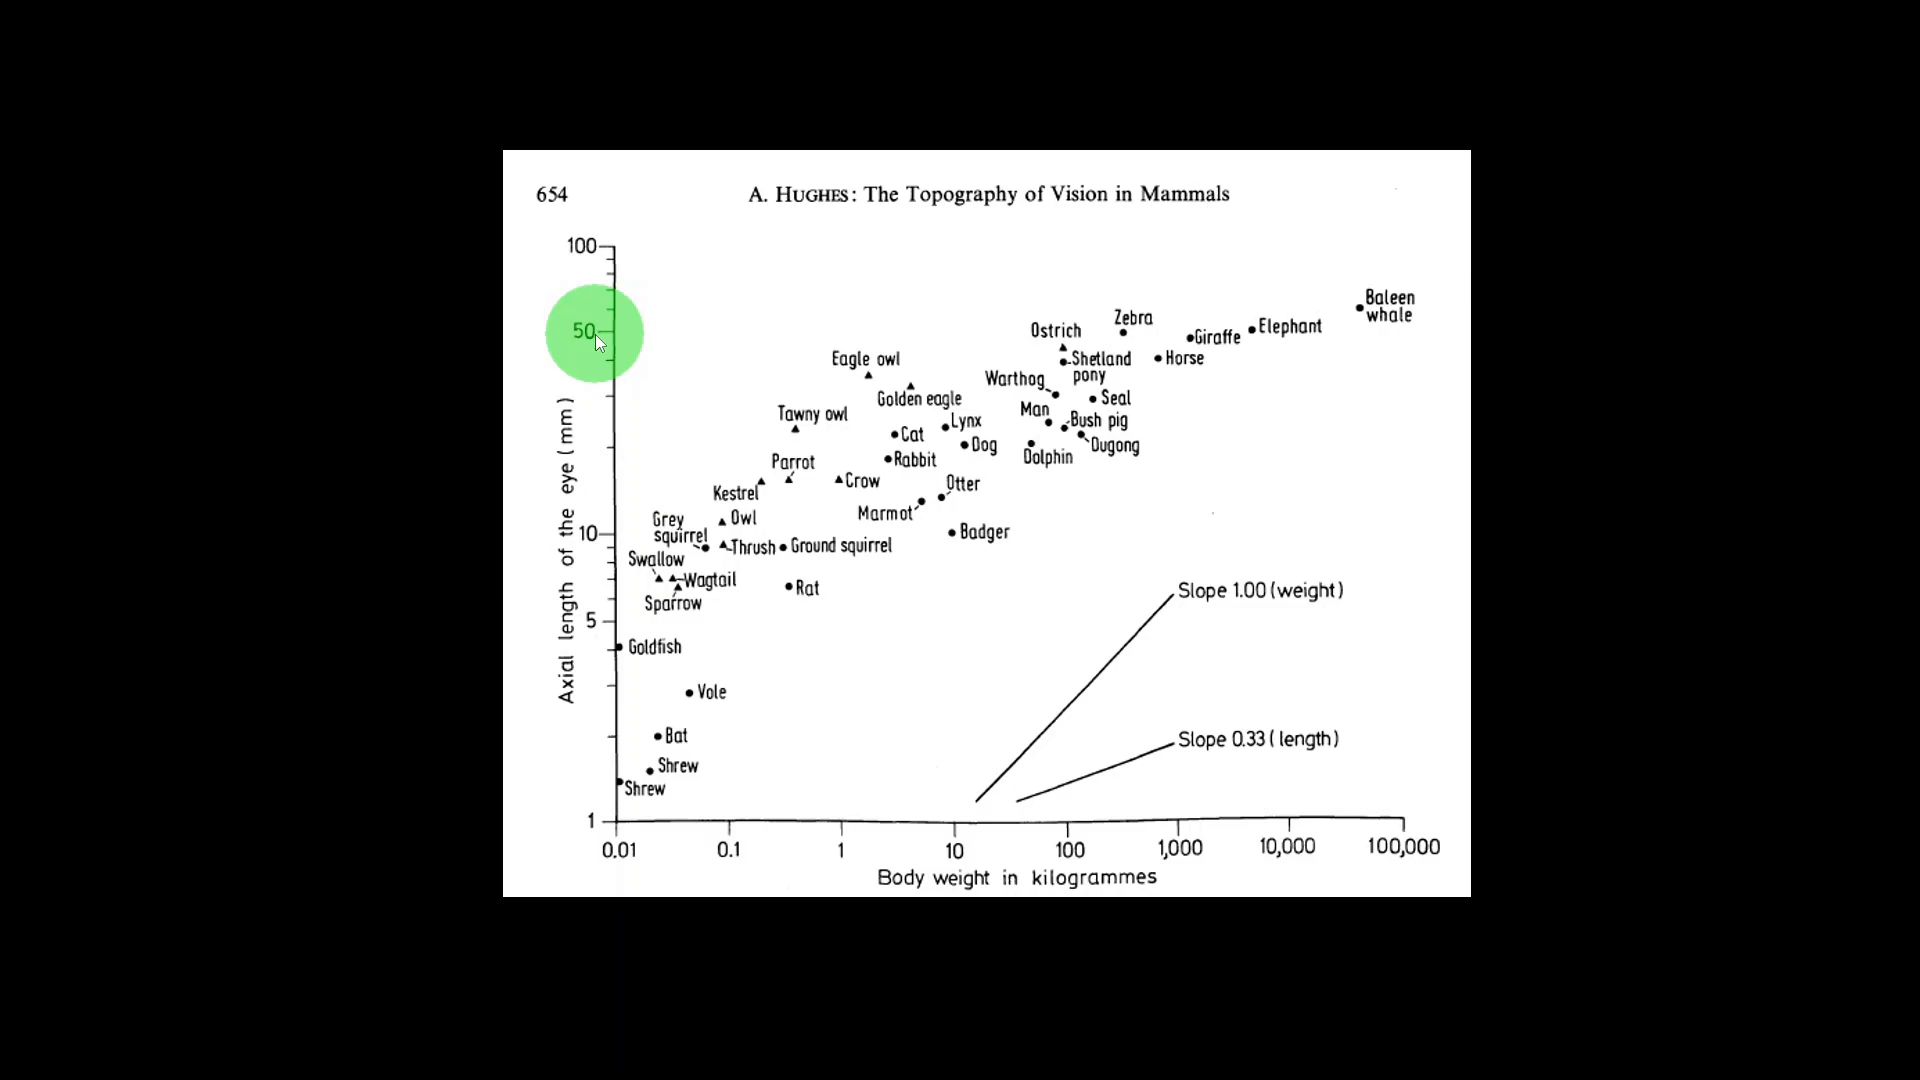 654
A. HUGHES: The Topography of Vision in Mammals
100
50
10
5
1
Axial length of the eye (mm)
Baleen
whale
Zebra
Ostrich
Elephant
Giraffe
Eagle owl
Shetland
pony
Horse
Warthog
Golden eagle
Seal
Tawny owl
Man
Lynx
Bush pig
Cat
Dog
Dugong
Dolphin
Parrot
Rabbit
Kestrel
Crow
Otter
Marmot
Grey
squirrel
Owl
Badger
Thrush
Ground squirrel
Swallow
Wagtail
Rat
Sparrow
Slope 1.00 (weight)
Goldfish
Vole
Bat
Slope 0.33 (length)
Shrew
Shrew
0.01
0.1
1
10
100
1,000
10,000
100,000
Body weight in kilogrammes